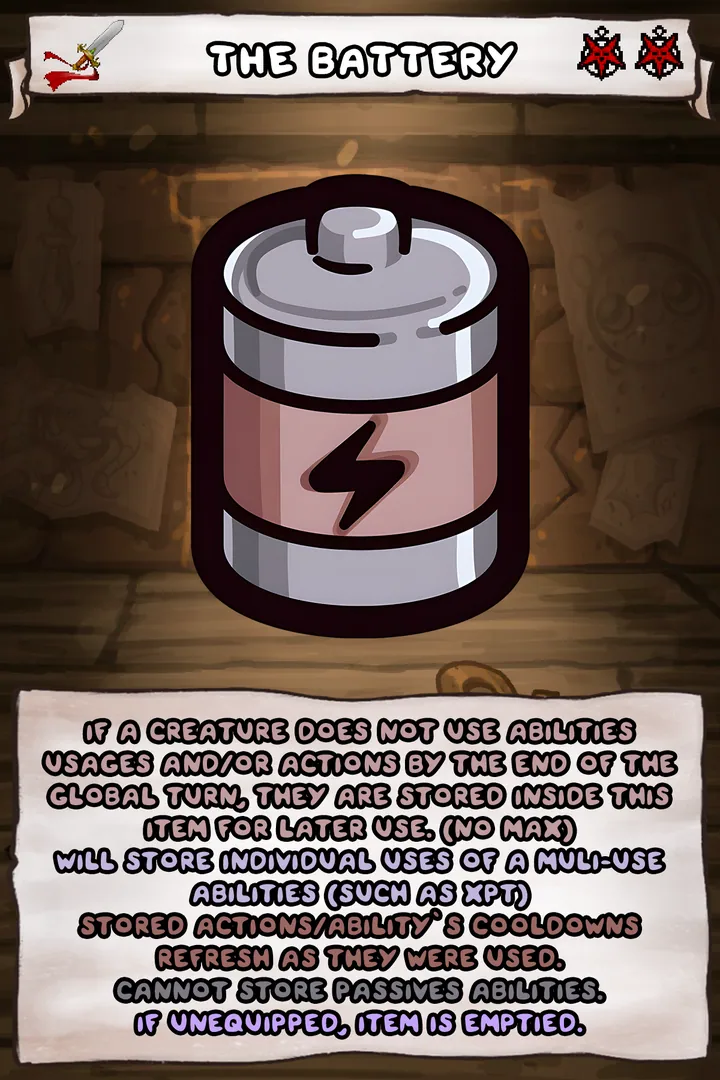 THE BATTERY
IF A CREATURE DOES NOT USE ABILITIES
USAGES AND/OR ACTIONS BY THE END OF THE
GLOBAL TURN, THEY ARE STORED INSIDE THIS
ITEM FOR LATER USE. (NO MAX)
WILL STORE INDIVIDUAL USES OF A MULI-USE
ABILITIES (SUCH AS XPT)
STORED ACTIONS/ABILITY`S COOLDOWNS
REFRESH AS THEY WERE USED.
CANNOT STORE PASSIVES ABILITIES.
IF UNEQUIPPED, ITEM IS EMPTIED.